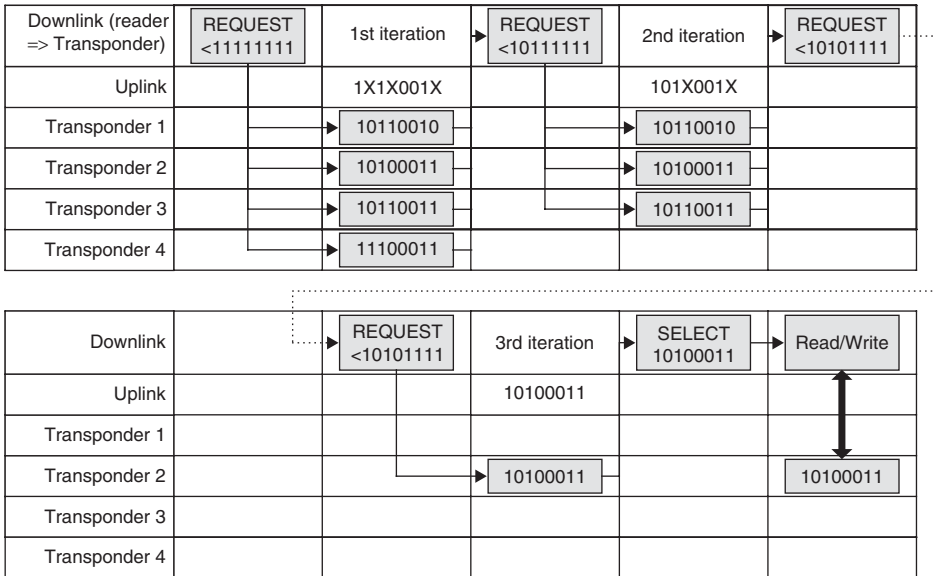 Downlink (reader
=> Transponder)
REQUEST
<11111111
1st iteration
REQUEST
<10111111
2nd iteration
REQUEST
<10101111
Uplink
1X1X001X
101X001X
Transponder 1
10110010
10110010
Transponder 2
10100011
10100011
Transponder 3
10110011
10110011
Transponder 4
11100011
Downlink
REQUEST
<10101111
3rd iteration
SELECT
10100011
Read/Write
Uplink
10100011
Transponder 1
Transponder 2
10100011
10100011
Transponder 3
Transponder 4